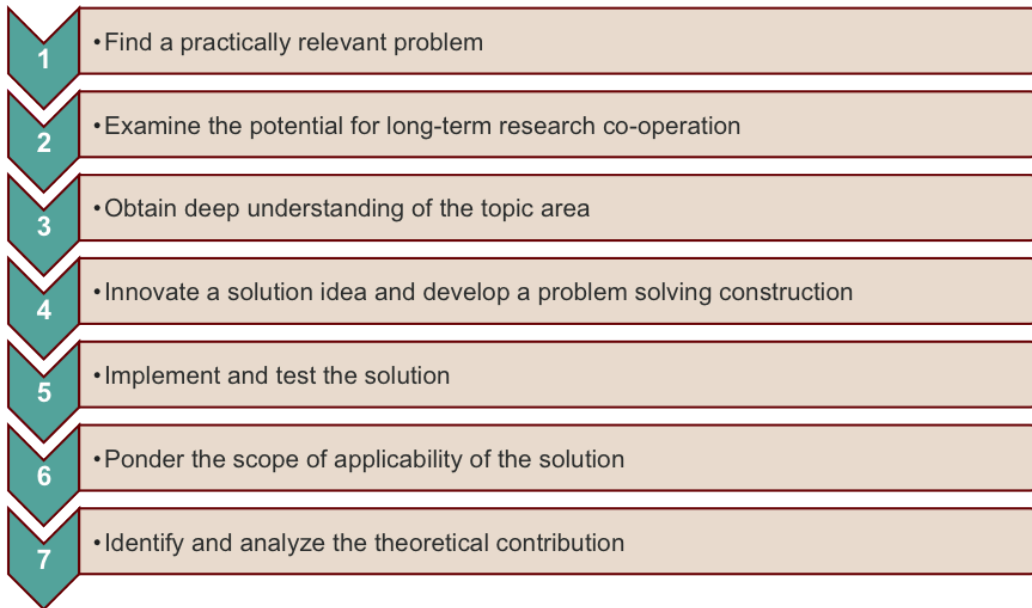 1 •Find a practically relevant problem
2 •Examine the potential for long-term research co-operation
3 •Obtain deep understanding of the topic area
4 •Innovate a solution idea and develop a problem solving construction
5 •Implement and test the solution
6 •Ponder the scope of applicability of the solution
7 •Identify and analyze the theoretical contribution